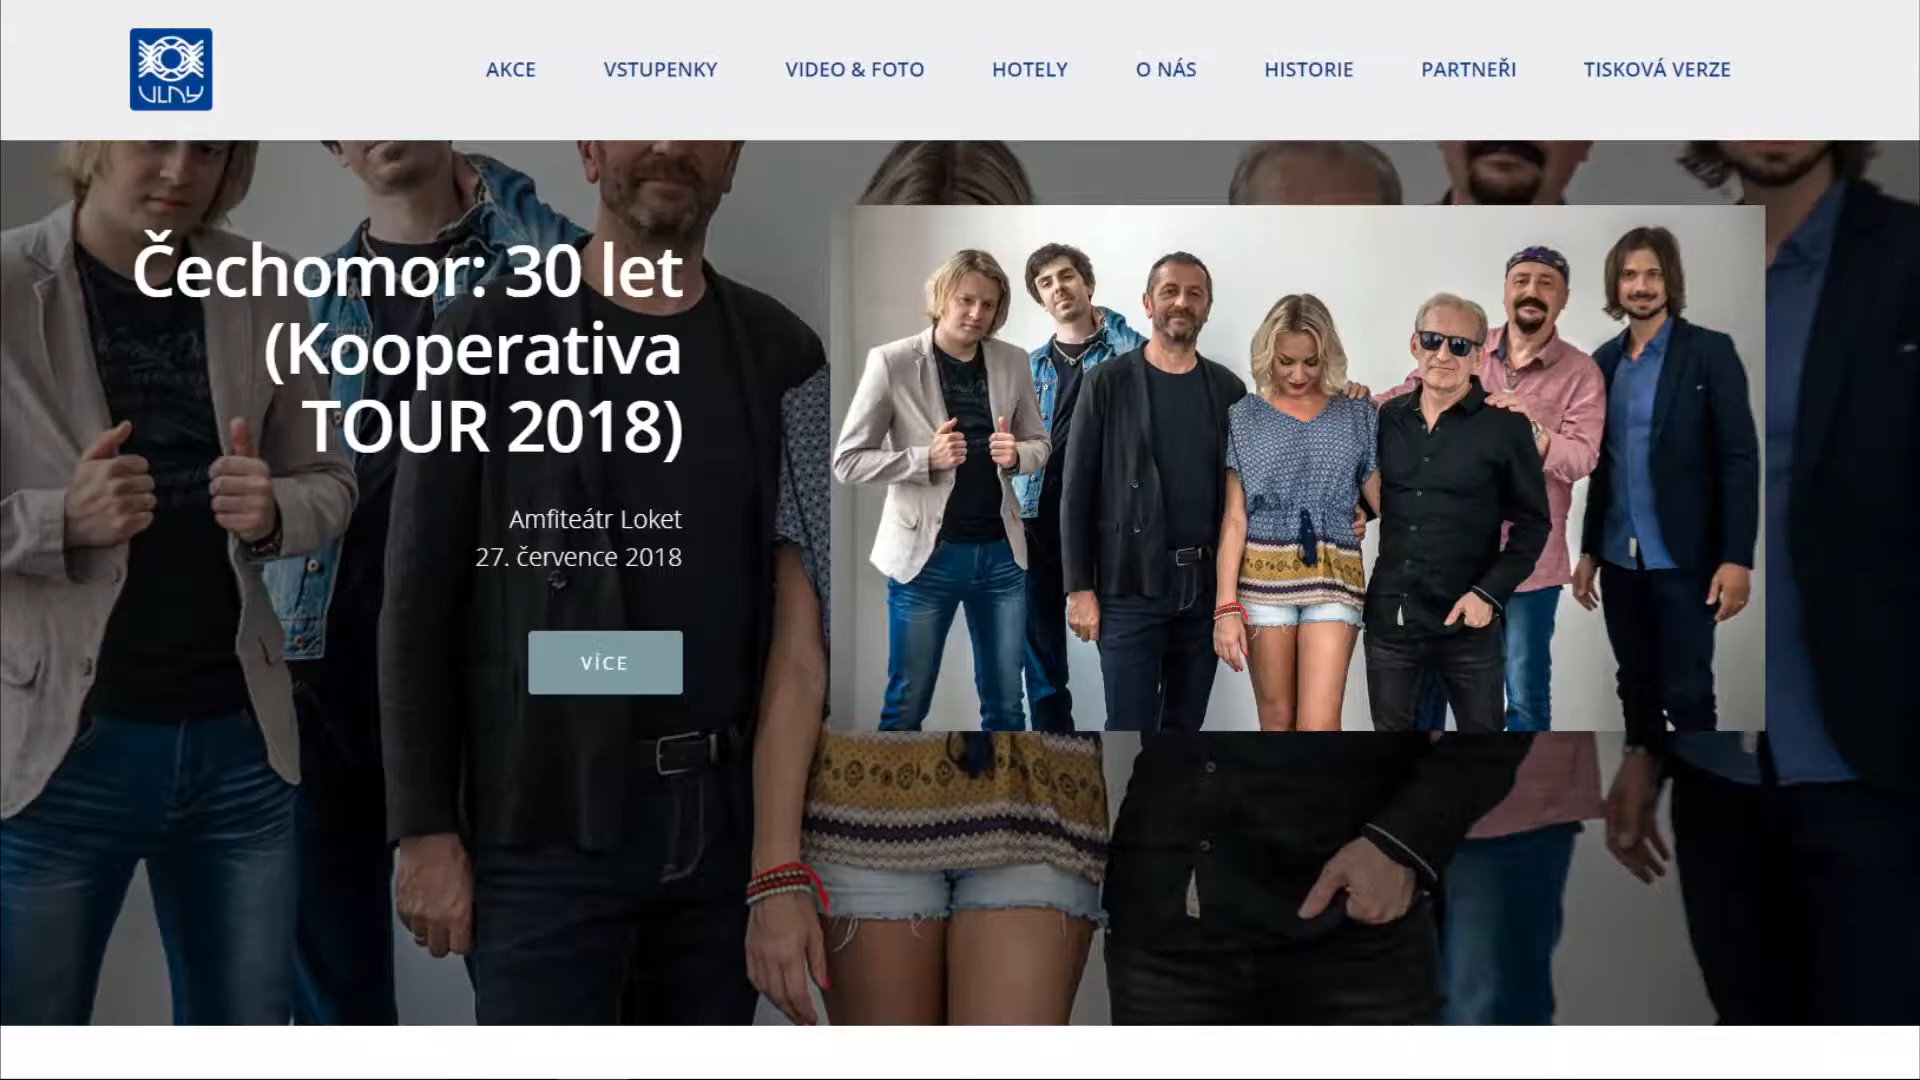 VLNY
AKCE
VSTUPENKY
VIDEO & FOTO
HOTELY
O NÁS
HISTORIE
PARTNEŘI
TISKOVÁ VERZE
Čechomor: 30 let
(Kooperativa
TOUR 2018)
Amfiteátr Loket
27. července 2018
VÍCE